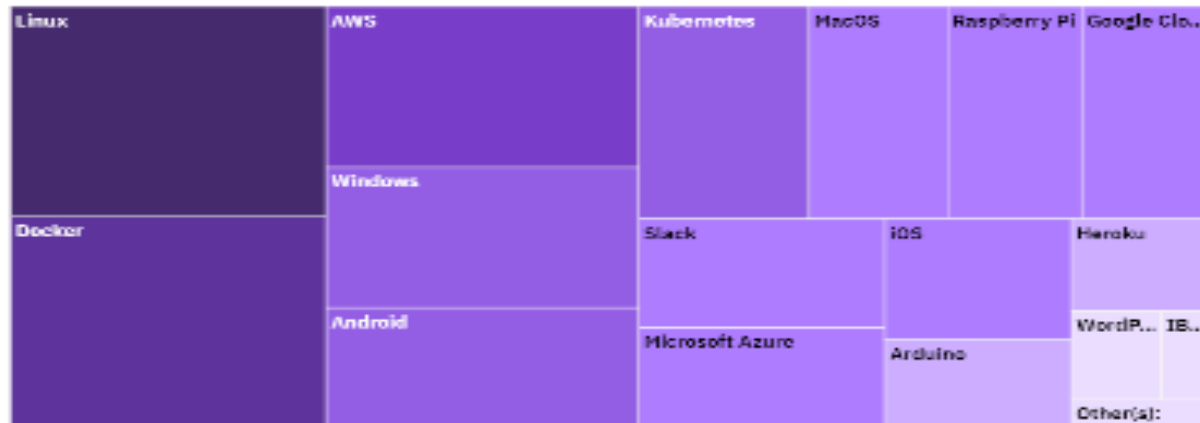 Linux
AWS
Kubernetes
MacOS
Raspberry Pi
Google Clo...
Windows
Docker
Slack
iOS
Heroku
Android
WordP...
IB...
Microsoft Azure
Arduino
Other(s):